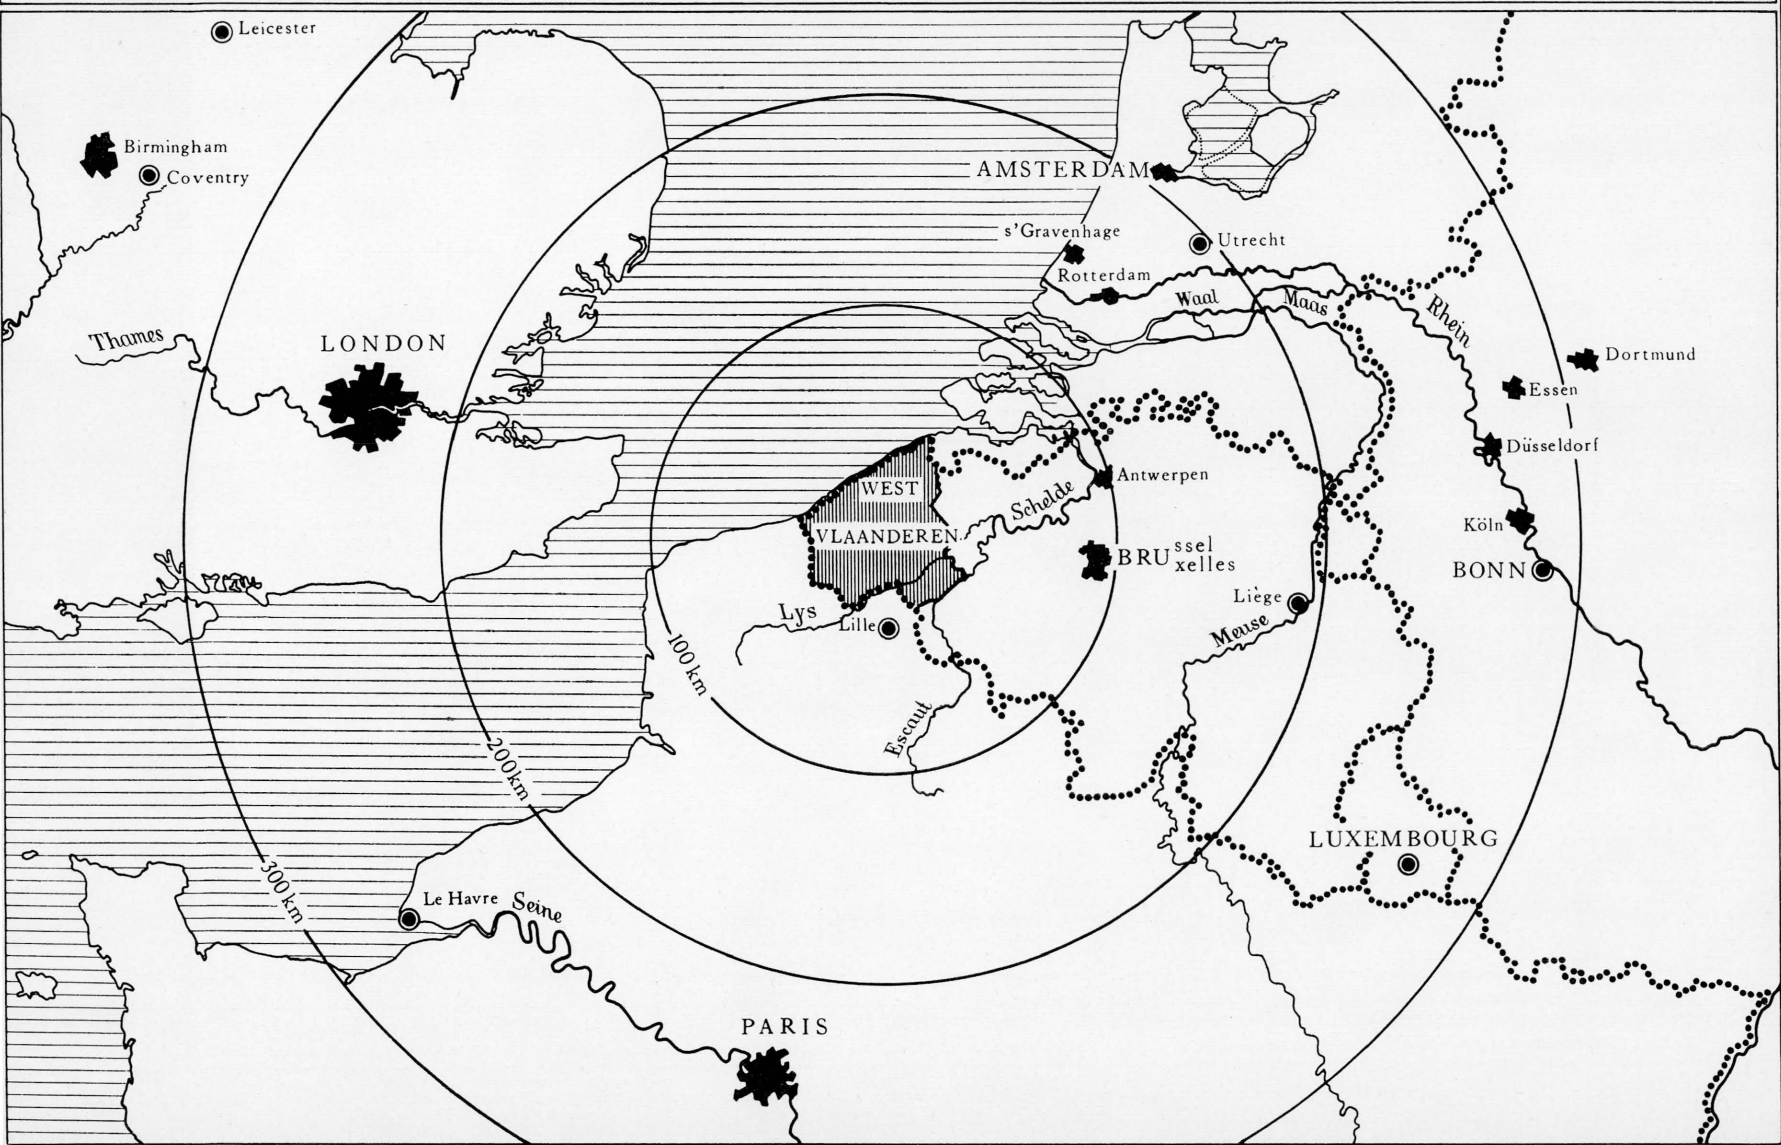 Leicester
Birmingham
Coventry
AMSTERDAM
s'Gravenhage
Utrecht
Rotterdam
Waal
Maas
Rhein
Thames
LONDON
Dortmund
Essen
Düsseldorf
Antwerpen
WEST
Schelde
VLAANDEREN
Köln
BRUssel
xelles
BONN
Liège
Lys
Lille
Meuse
100 km
Escaut
200 km
LUXEMBOURG
300 km
Le Havre
Seine
PARIS